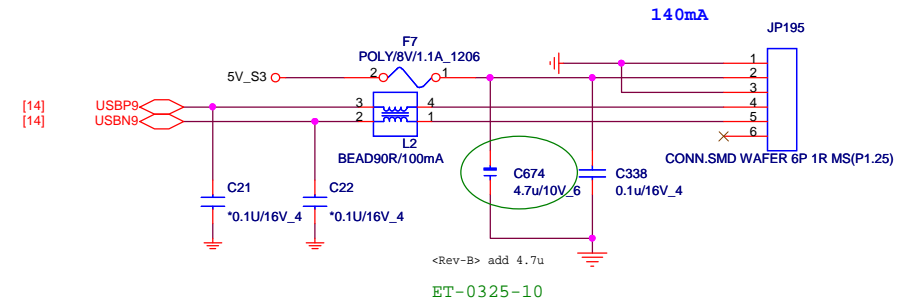 140mA
JP195
F7
POLY/8V/1.1A_1206
5V_S3
2
1
1
2
3
4
5
6
[14]
USBP9
3
4
[14]
USBN9
2
1
L2
BEAD90R/100mA
CONN.SMD WAFER 6P 1R MS(P1.25)
C21
*0.1U/16V_4
C22
*0.1U/16V_4
C674
4.7u/10V_6
C338
0.1u/16V_4
<Rev-B> add 4.7u
ET-0325-10